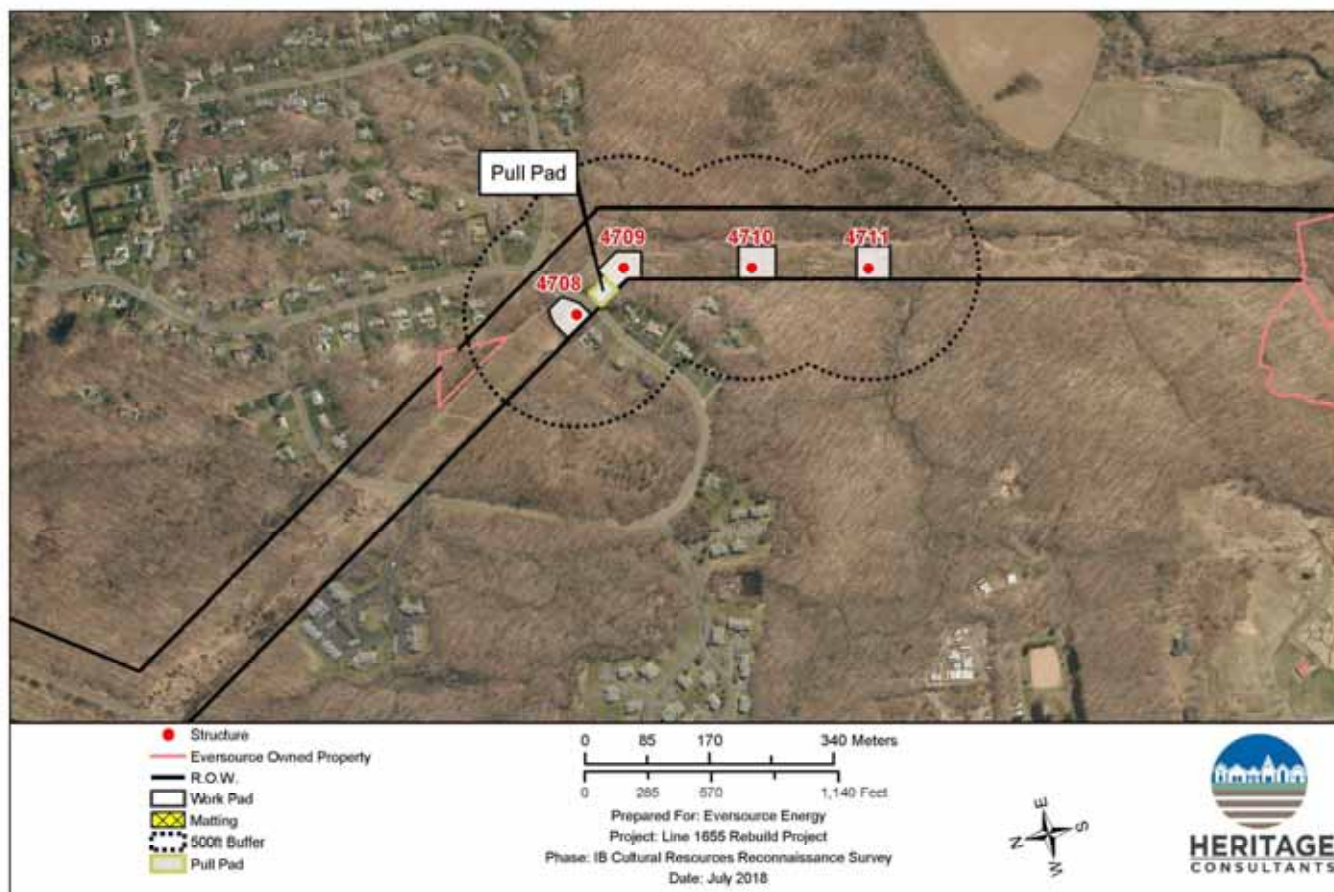 Pull Pad
4709
4710
4711
4708
Structure
Eversource Owned Property
R.O.W.
Work Pad
Matting
500ft Buffer
Pull Pad
0 85 170 340 Meters
0 285 570 1,140 Feet
Prepared For: Eversource Energy
Project: Line 1655 Rebuild Project
Phase: IB Cultural Resources Reconnaissance Survey
Date: July 2018
E
N S
W
HERITAGE
CONSULTANTS